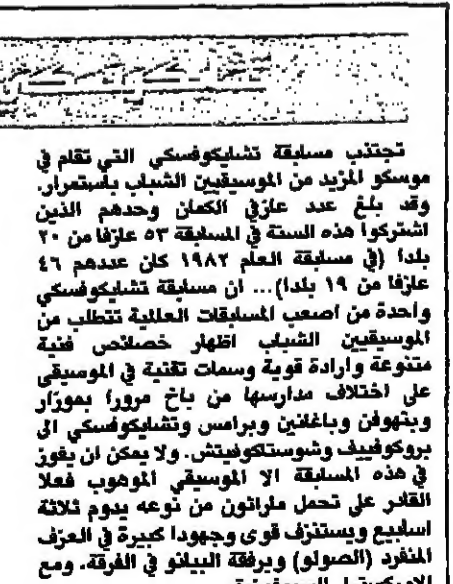 تجتذب مسابقة تشايكوفسكي التي تقام في
موسكو المزيد من الموسيقيين الشباب باستمرار.
وقد بلغ عدد عازفي الكمان وحدهم الذين
اشتركوا هذه السنة في المسابقة ٥٣ عازفا من ٢٠
بلدا (في مسابقة العام ١٩٨٢ كان عددهم ٤٦
عازفا من ١٩ بلدا)... ان مسابقة تشايكوفسكي
واحدة من اصعب المسابقات العالمية تتطلب من
الموسيقيين الشباب اظهار خصائص فنية
متنوعة وارادة قوية وسمات تقنية في الموسيقى
على اختلاف مدارسها من باخ مرورا بموزار
وبتهوفن وباغانين وبرامس وتشايكوفسكي الى
بروكوفييف وشوستاكوفيتش. ولا يمكن ان يفوز
في هذه المسابقة الا الموسيقي الموهوب فعلا
القادر على تحمل ماراتون من نوعه يدوم ثلاثة
اسابيع ويستنزف قوى وجهودا كبيرة في العزف
المنفرد (الصولو) وبرفقة البيانو في الفرقة. ومع